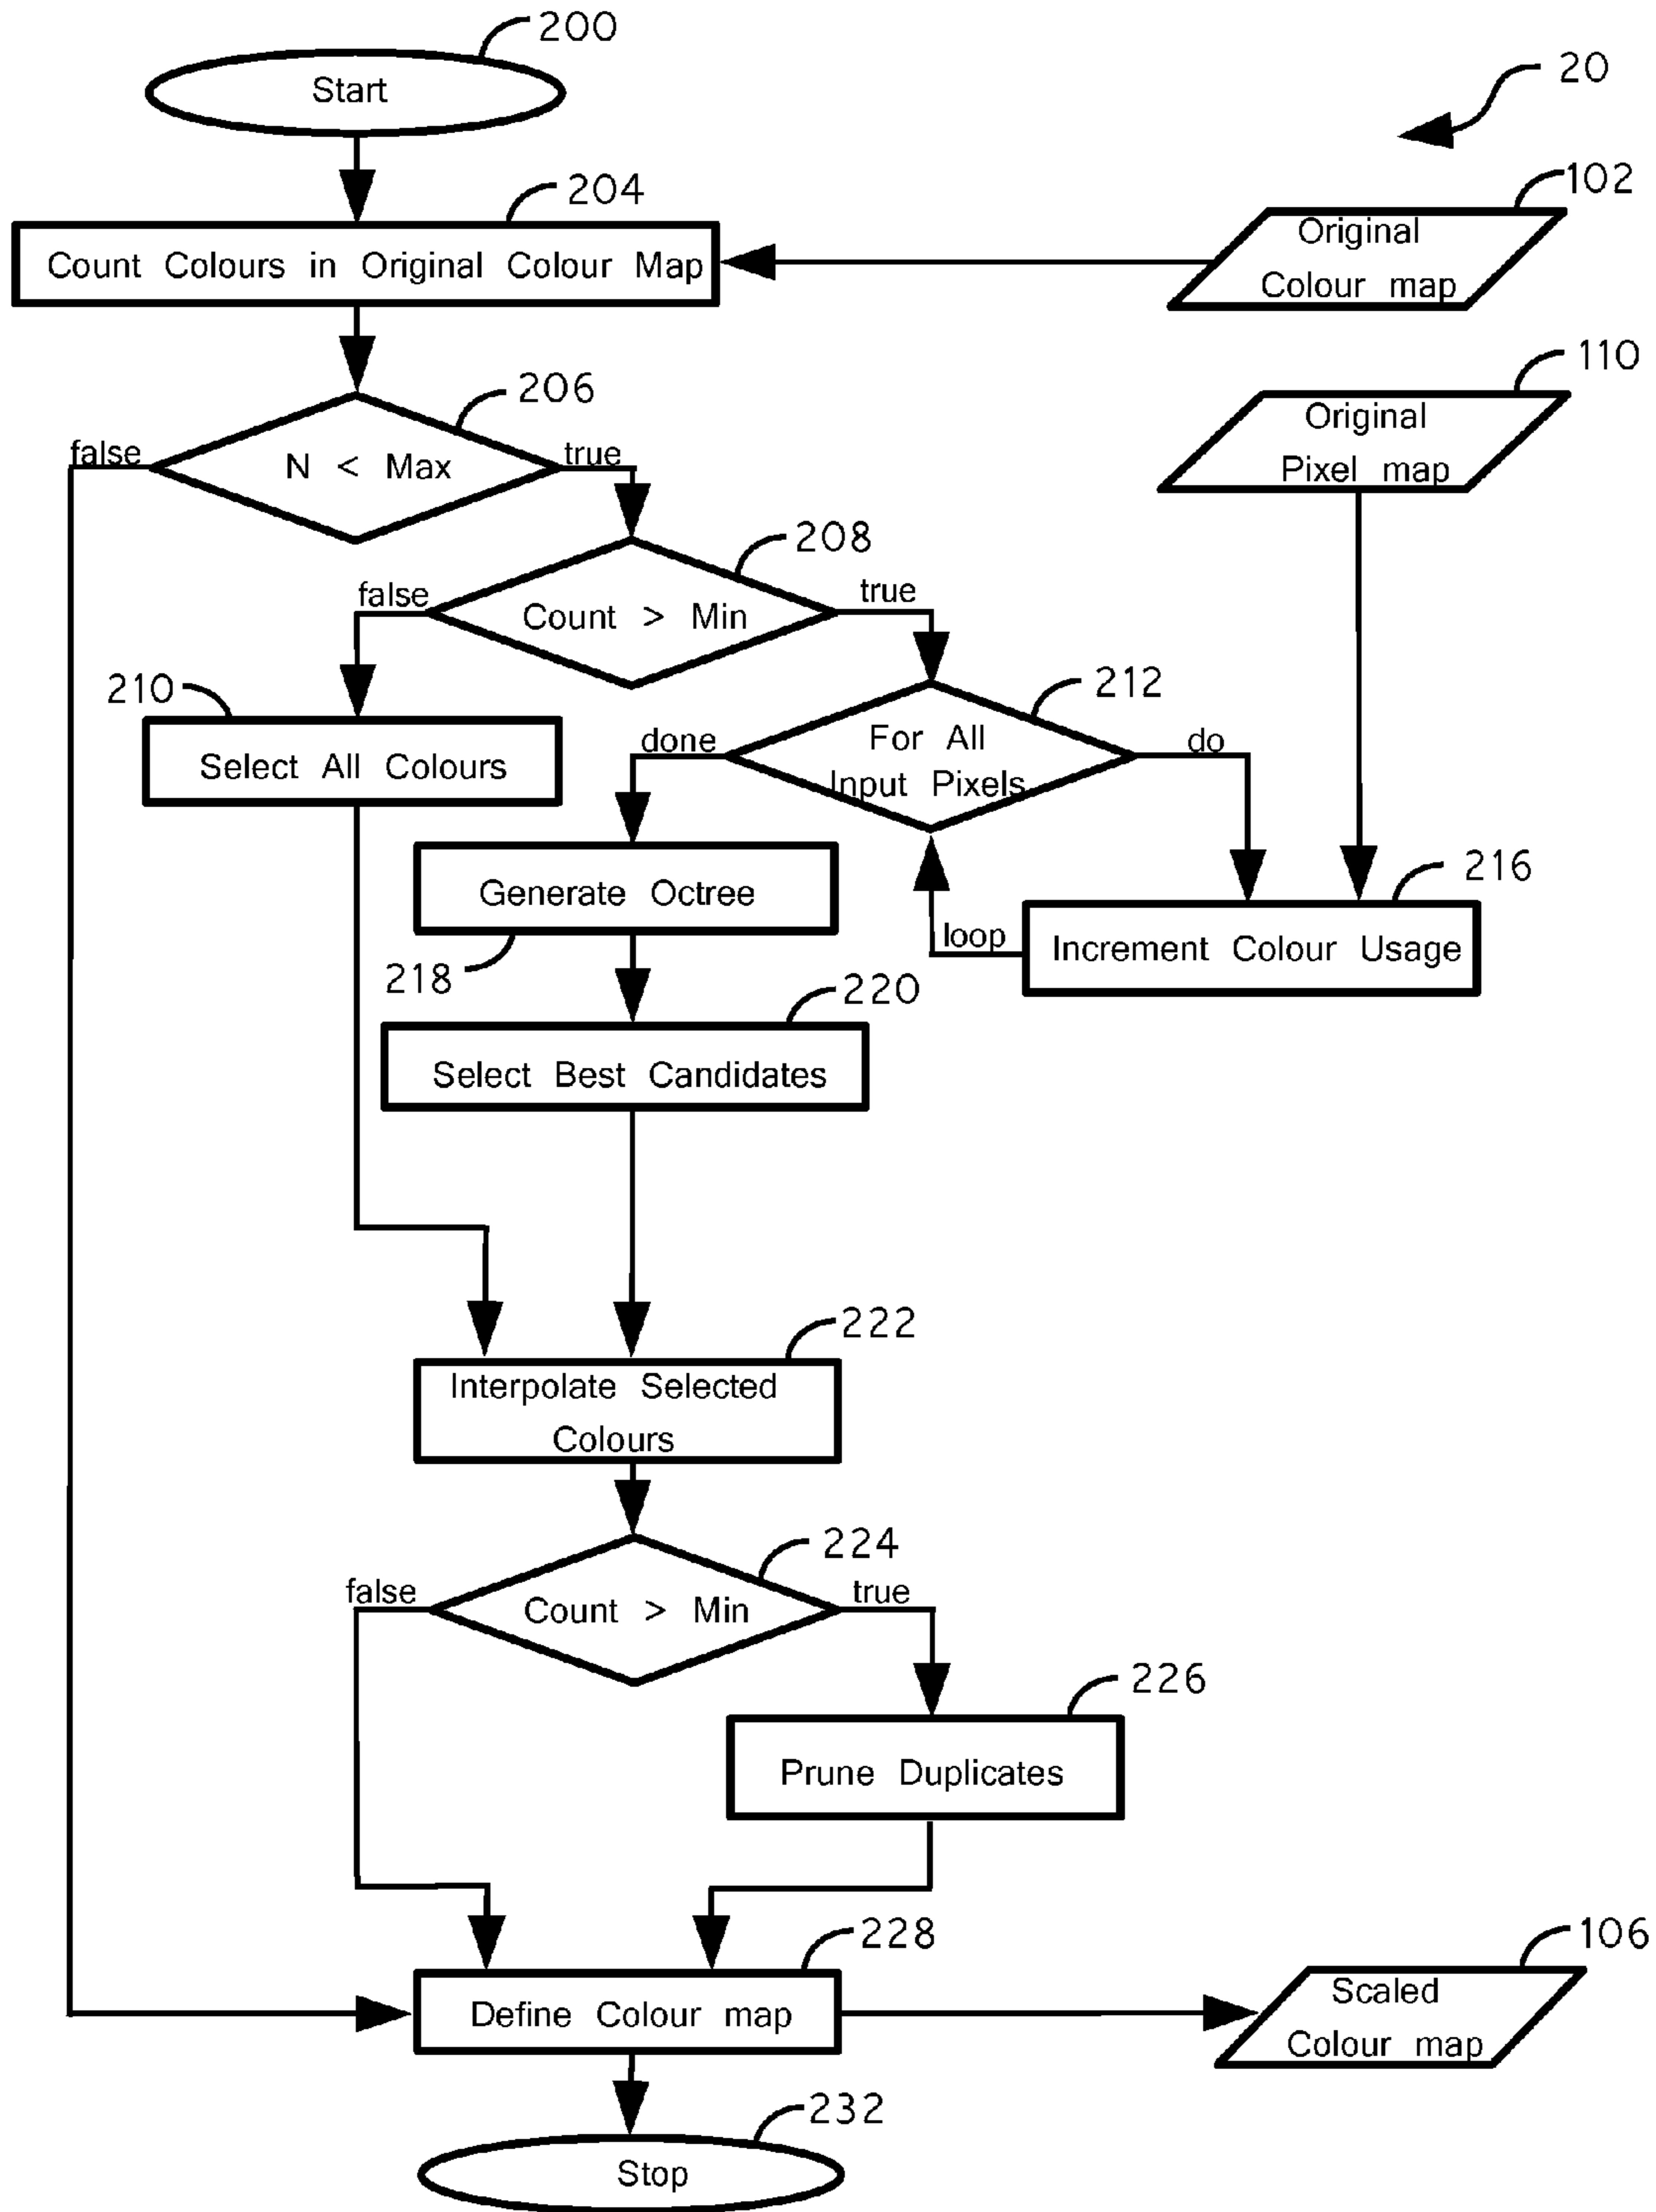 200
Start
20
204
102
Count Colours in Original Colour Map
Original
Colour map
110
206
Original
Pixel map
false
N < Max
true
208
false
Count > Min
true
210
212
Select All Colours
done
For All
Input Pixels
do
Generate Octree
216
loop
Increment Colour Usage
218
220
Select Best Candidates
222
Interpolate Selected
Colours
224
false
Count > Min
true
226
Prune Duplicates
228
106
Define Colour map
Scaled
Colour map
232
Stop